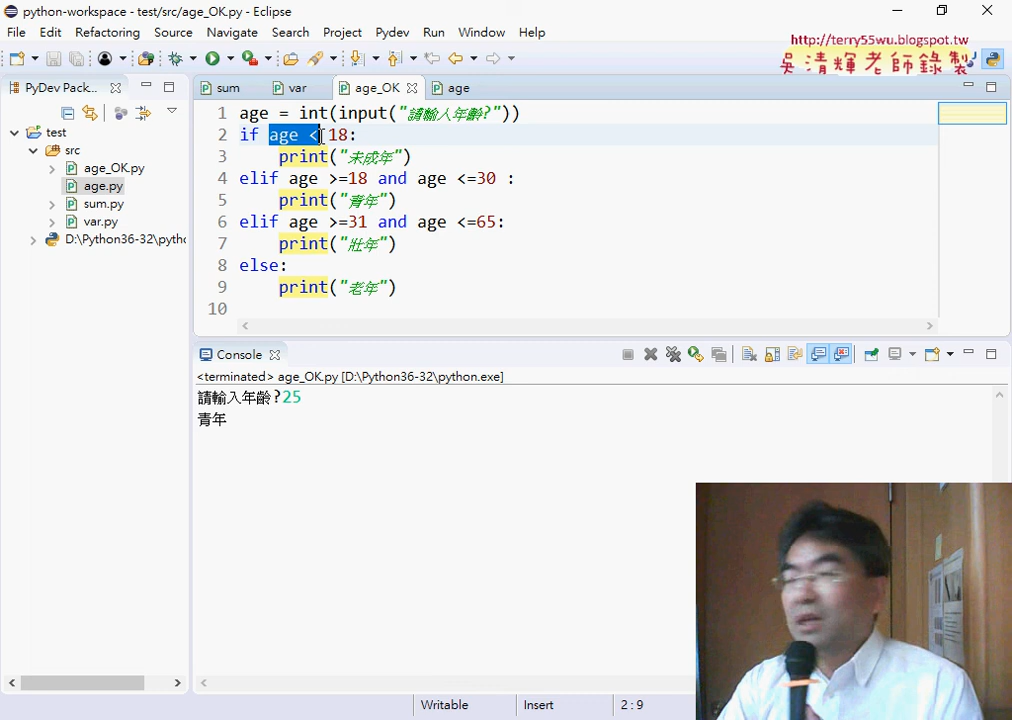 python-workspace - test/src/age_OK.py - Eclipse
File Edit Refactoring Source Navigate Search Project Pydev Run Window Help
http://terry55wu.blogspot.tw
吳清輝老師錄製
PyDev Pack...
sum var age_OK age
test
src
age_OK.py
age.py
sum.py
var.py
D:\Python36-32\pytho
1 age = int(input("請輸入年齡?"))
2 if age < 18:
3 print("未成年")
4 elif age >=18 and age <=30 :
5 print("青年")
6 elif age >=31 and age <=65:
7 print("壯年")
8 else:
9 print("老年")
10
Console
<terminated> age_OK.py [D:\Python36-32\python.exe]
請輸入年齡?25
青年
Writable Insert 2 : 9